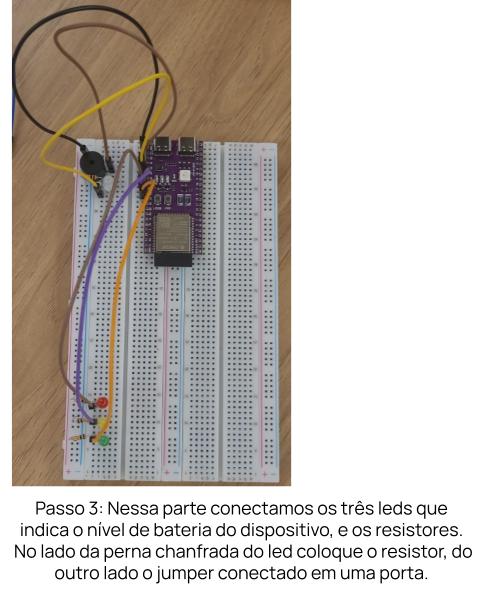 Passo 3: Nessa parte conectamos os três leds que
indica o nível de bateria do dispositivo, e os resistores.
No lado da perna chanfrada do led coloque o resistor, do
outro lado o jumper conectado em uma porta.